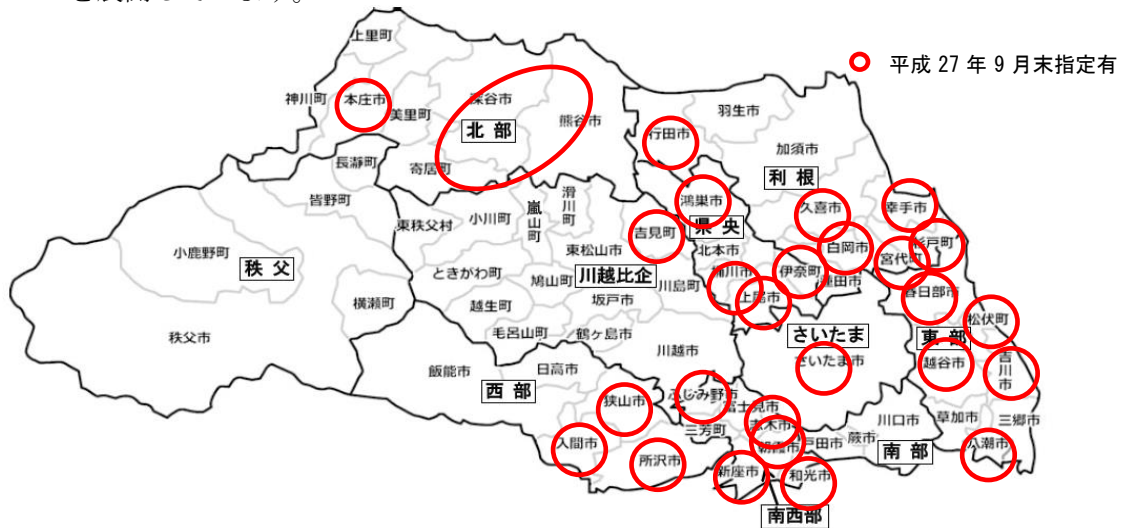 上里町
平成 27 年 9 月末指定有
神川町
本庄市
美里町
深谷市
北部
熊谷市
寄居町
長瀞町
皆野町
小鹿野町
秩父
横瀬町
秩父市
行田市
羽生市
加須市
利根
鴻巣市
県央
久喜市
幸手市
白岡市
杉戸町
宮代町
北本市
桶川市
伊奈町
蓮田市
上尾市
春日部市
松伏町
東部
越谷市
吉川市
草加市
三郷市
八潮市
東秩父村
小川町
嵐山町
滑川町
吉見町
東松山市
ときがわ町
鳩山町
川越比企
川島町
坂戸市
越生町
毛呂山町
鶴ヶ島市
川越市
さいたま
さいたま市
飯能市
日高市
西部
狭山市
入間市
所沢市
ふじみ野市
富士見市
三芳町
志木市
朝霞市
新座市
和光市
南西部
戸田市
蕨市
川口市
南部